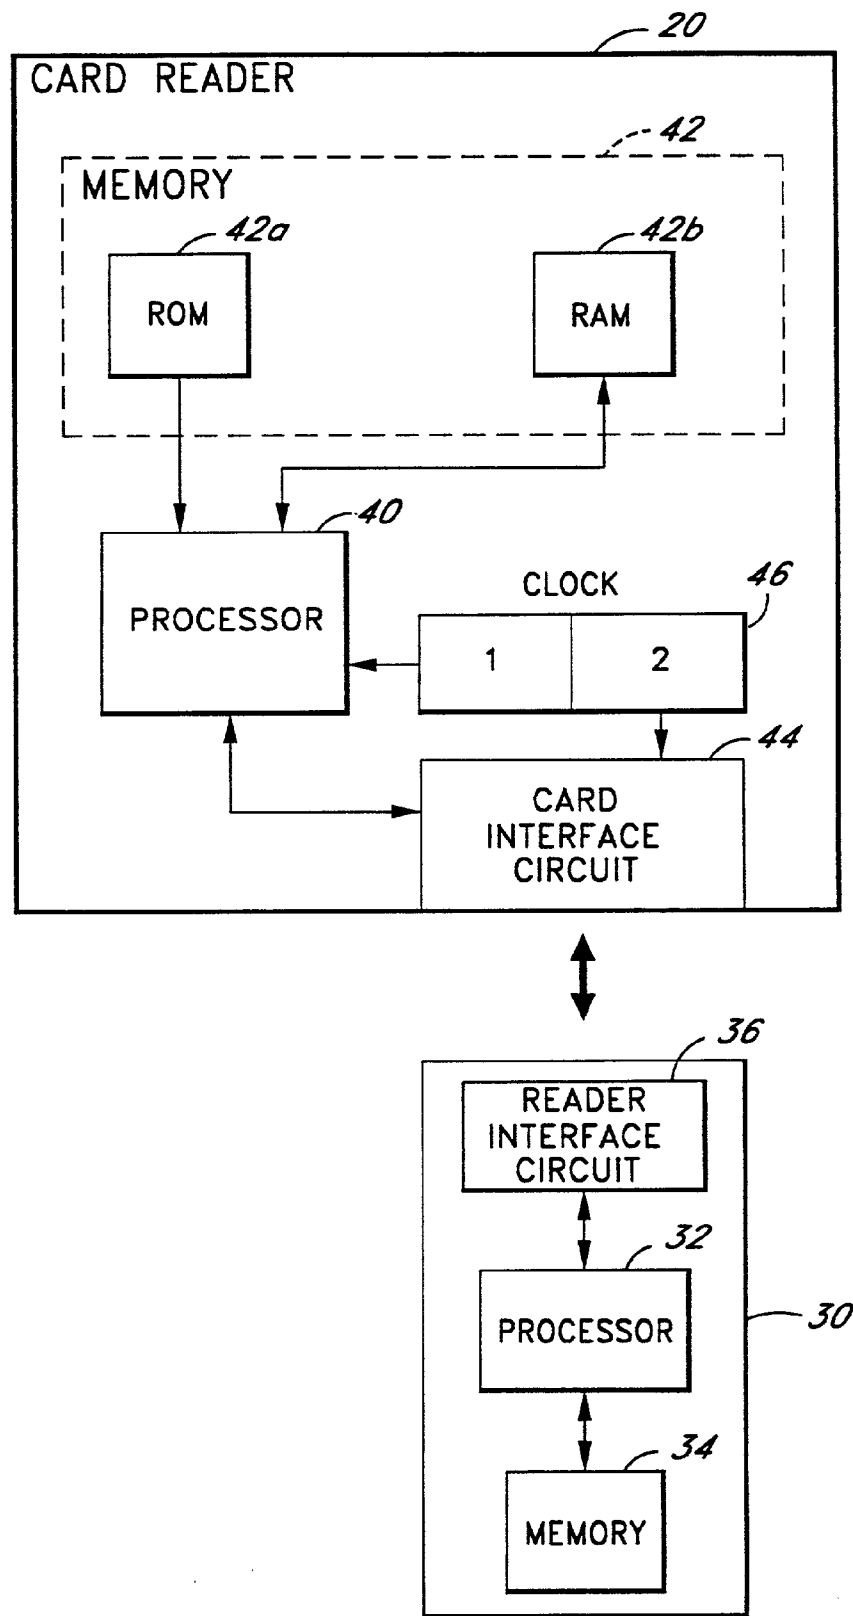 20
CARD READER
42
MEMORY
42a
42b
ROM
RAM
40
PROCESSOR
CLOCK
46
1
2
44
CARD
INTERFACE
CIRCUIT
36
READER
INTERFACE
CIRCUIT
32
PROCESSOR
30
34
MEMORY